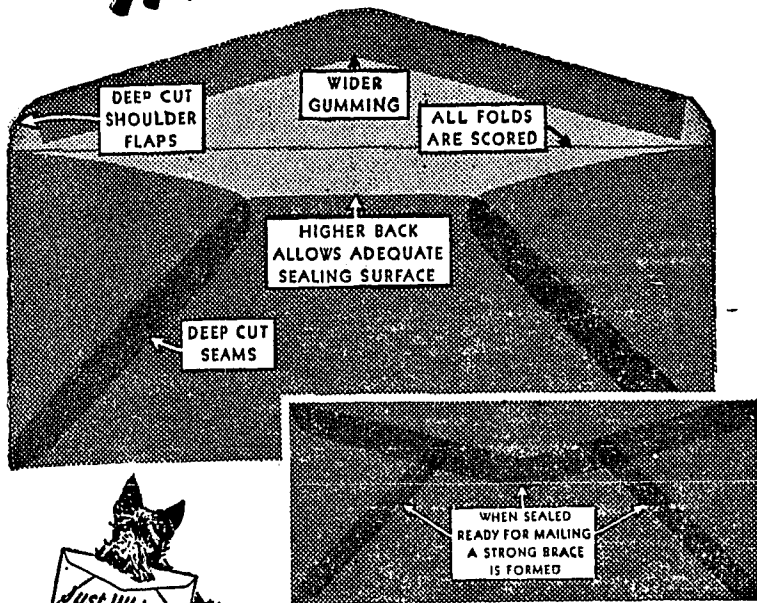 DEEP CUT
SHOULDER
FLAPS
WIDER
GUMMING
ALL FOLDS
ARE SCORED
HIGHER BACK
ALLOWS ADEQUATE
SEALING SURFACE
DEEP CUT
SEAMS
WHEN SEALED
READY FOR MAILING
A STRONG BRACE
IS FORMED
Just